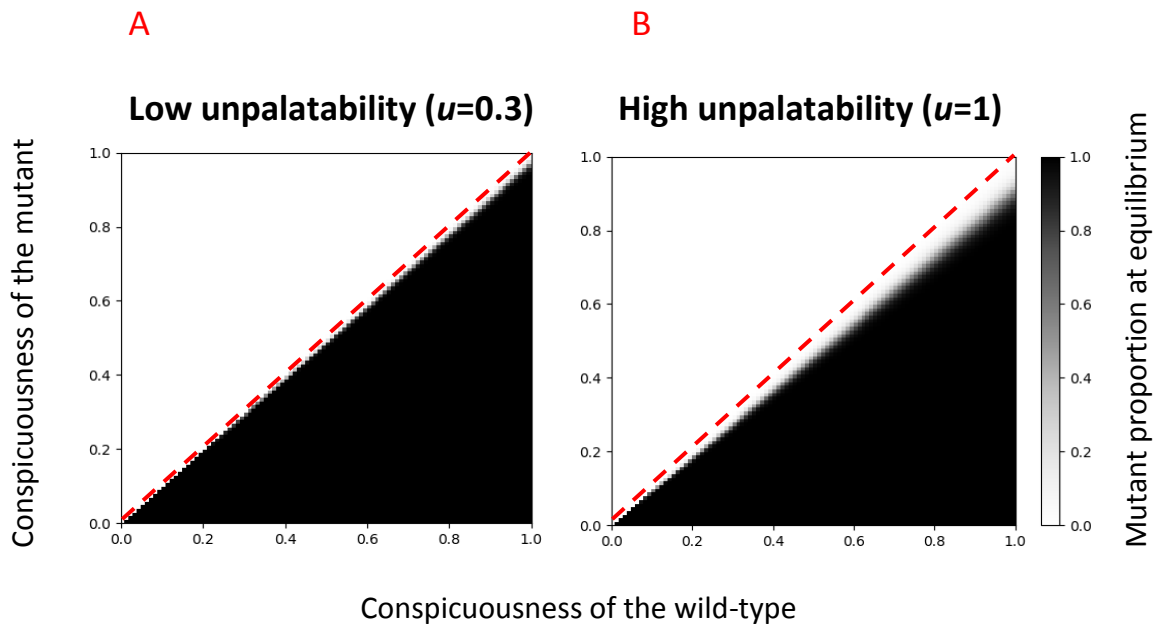 A
B
Low unpalatability (u=0.3)
High unpalatability (u=1)
Conspicuousness of the mutant
1.0
0.8
0.6
0.4
0.2
0.0
0.0 0.2 0.4 0.6 0.8 1.0
1.0
0.8
0.6
0.4
0.2
0.0
0.0 0.2 0.4 0.6 0.8 1.0
1.0
0.8
0.6
0.4
0.2
0.0
Mutant proportion at equilibrium
Conspicuousness of the wild-type